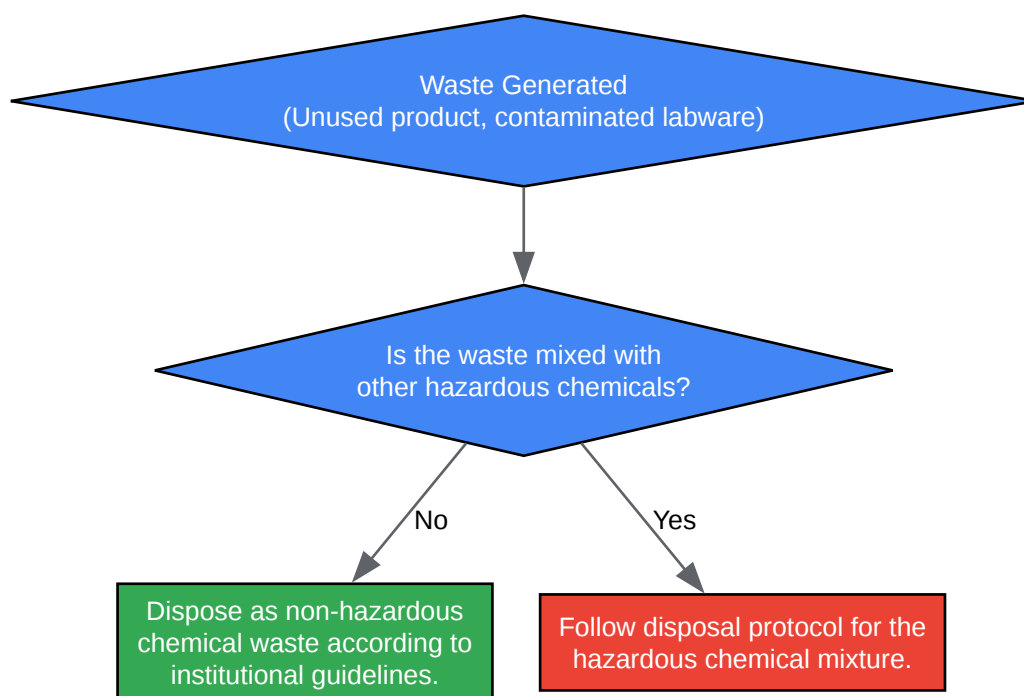 Waste Generated
(Unused product, contaminated labware)
Is the waste mixed with
other hazardous chemicals?
No
Yes
Dispose as non-hazardous
chemical waste according to
institutional guidelines.
Follow disposal protocol for the
hazardous chemical mixture.